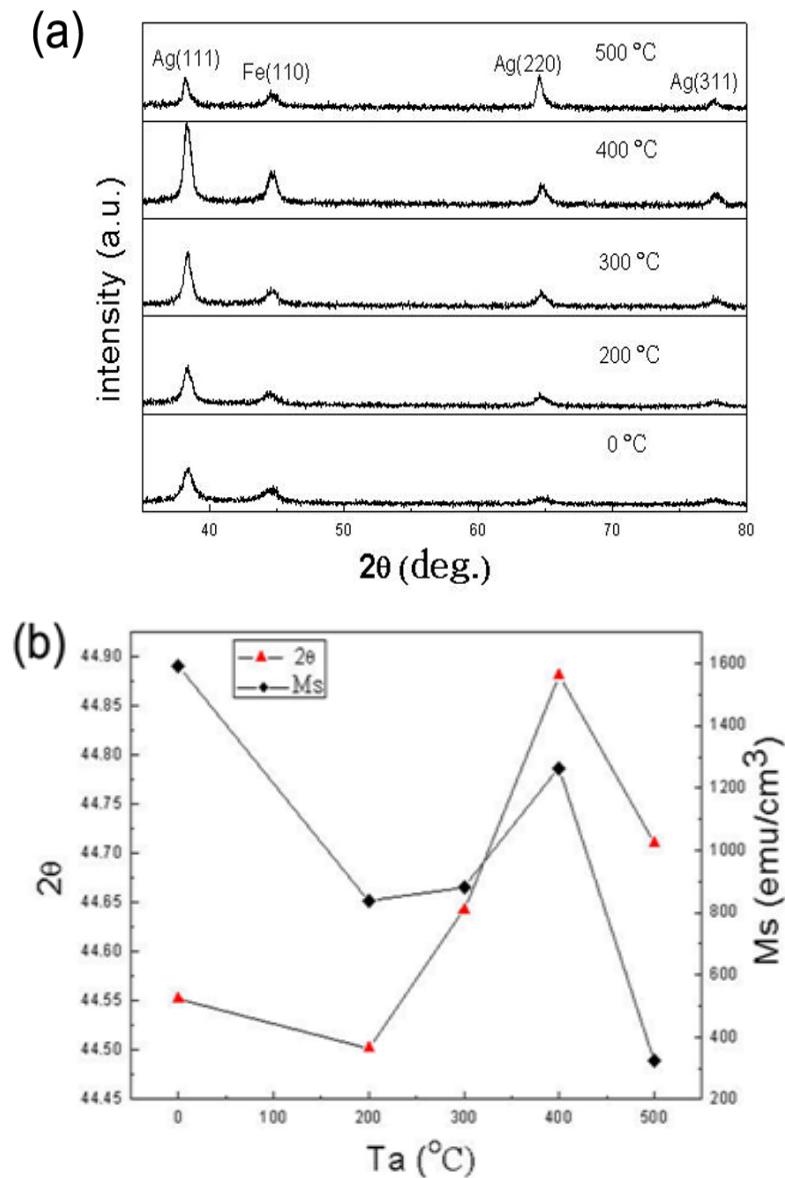 (a)
Ag(111)
Fe(110)
Ag(220)
500 °C
Ag(311)
400 °C
300 °C
200 °C
0 °C
intensity (a.u.)
40 50 60 70 80
2θ (deg.)
(b)
2θ
Ms
44.90
44.85
44.80
44.75
44.70
44.65
44.60
44.55
44.50
44.45
2θ
1600
1400
1200
1000
800
600
400
200
Ms (emu/cm³)
0 100 200 300 400 500
Ta (°C)